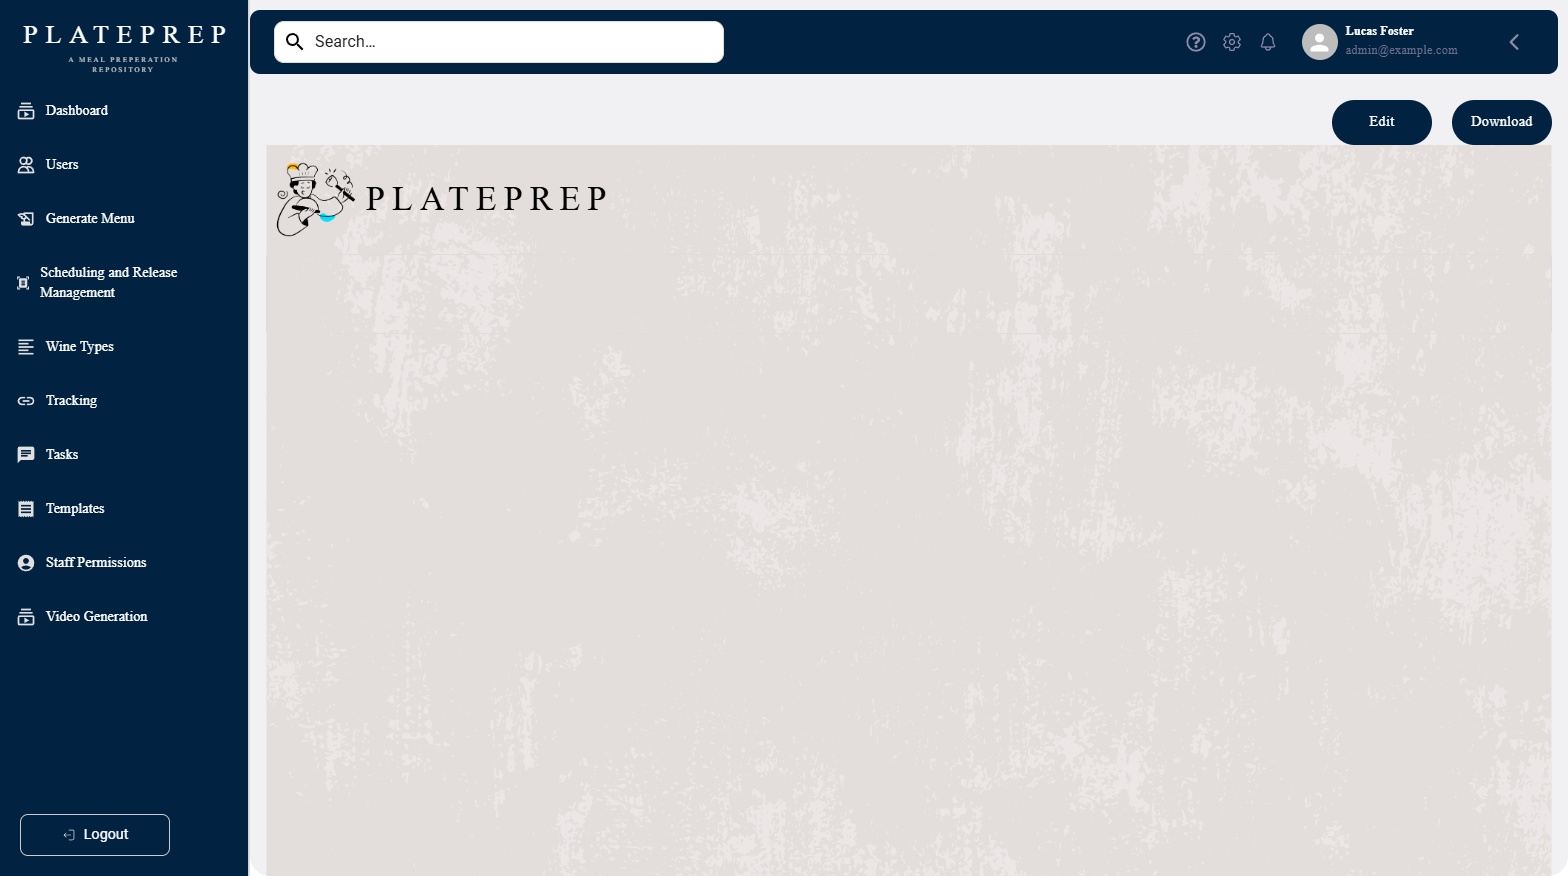 PLATEPREP
A MEAL PREPERATION
REPOSITORY
Dashboard
Users
Generate Menu
Scheduling and Release
Management
Wine Types
Tracking
Tasks
Templates
Staff Permissions
Video Generation
Logout
Search...
Lucas Foster
admin@example.com
Edit
Download
PLATEPREP